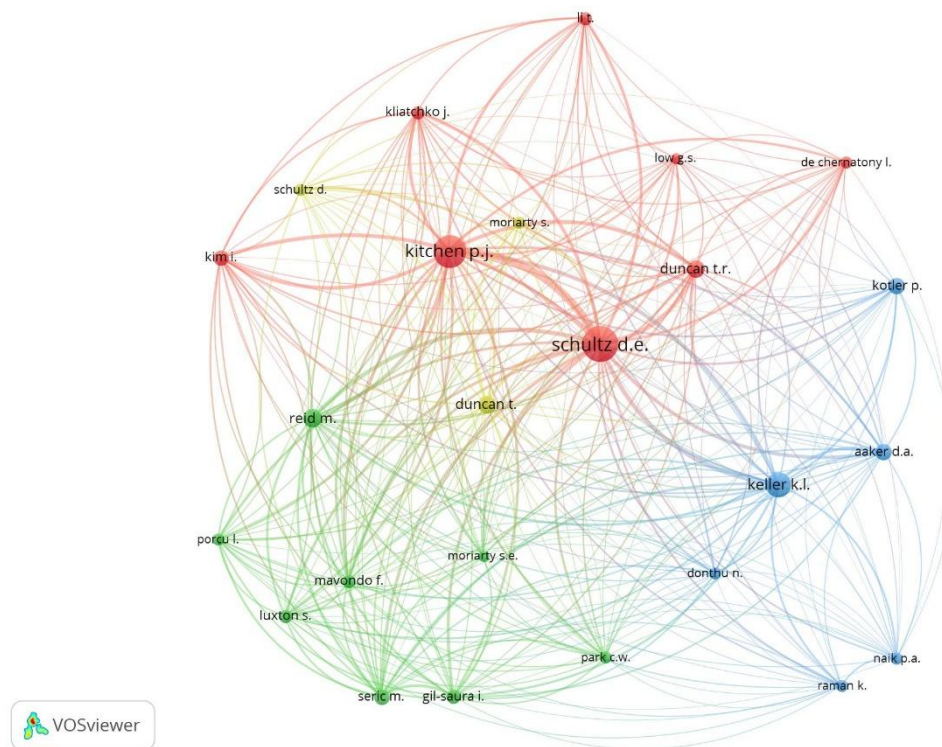 li t.
kliatchko j.
low g.s.
de chernatony l.
schultz d.
moriarty s.
kitchen p.j.
kim i.
duncan t.r.
kotler p.
schultz d.e.
duncan t.
reid m.
aaker d.a.
keller k.l.
porcu l.
moriarty s.e.
donthu n.
mavondo f.
luxton s.
park c.w.
naik p.a.
raman k.
seric m.
gil-saura i.
VOSviewer